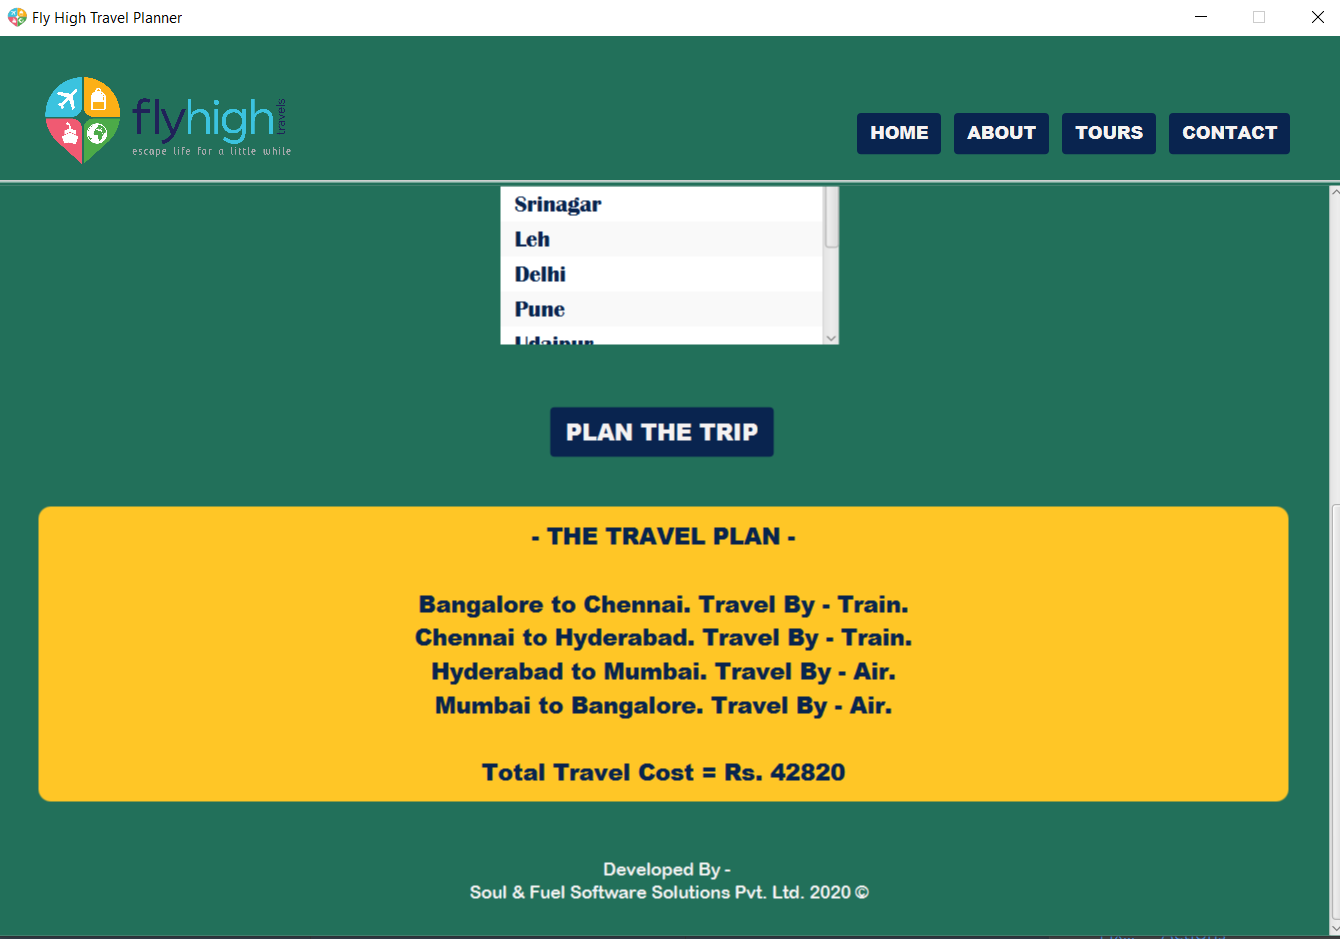 Fly High Travel Planner
flyhigh travels
escape life for a little while
HOME ABOUT TOURS CONTACT
Srinagar
Leh
Delhi
Pune
Udaipur
PLAN THE TRIP
- THE TRAVEL PLAN -
Bangalore to Chennai. Travel By - Train.
Chennai to Hyderabad. Travel By - Train.
Hyderabad to Mumbai. Travel By - Air.
Mumbai to Bangalore. Travel By - Air.
Total Travel Cost = Rs. 42820
Developed By -
Soul & Fuel Software Solutions Pvt. Ltd. 2020 ©